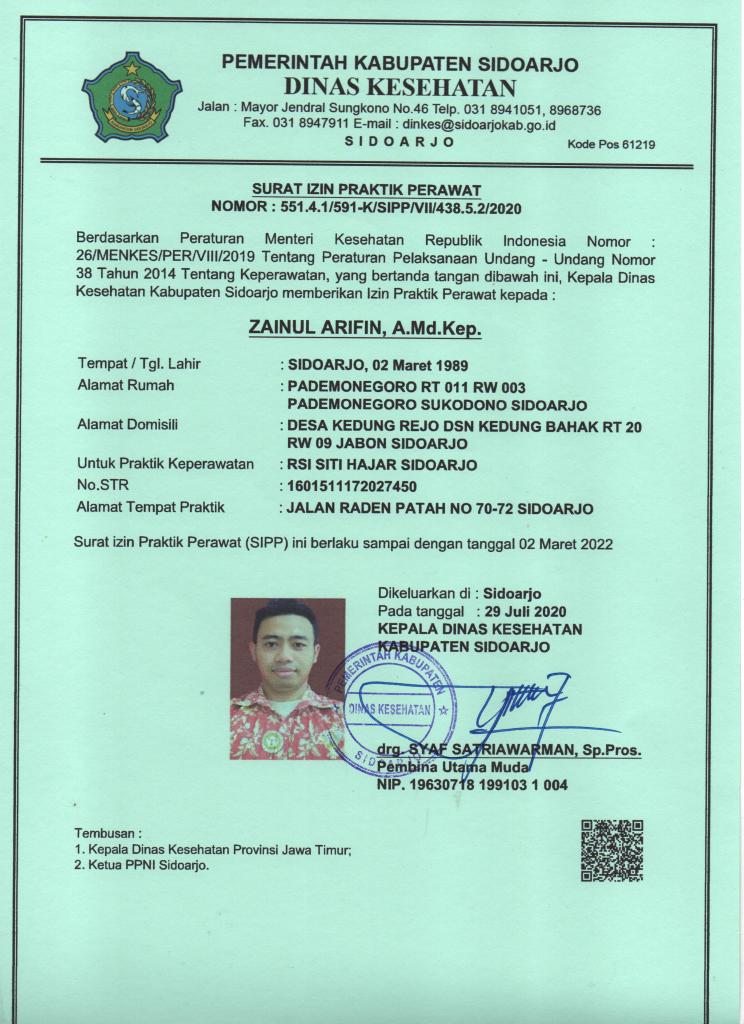 PEMERINTAH KABUPATEN SIDOARJO
DINAS KESEHATAN
Jalan : Mayor Jendral Sungkono No.46 Telp. 031 8941051, 8968736
Fax. 031 8947911 E-mail : dinkes@sidoarjokab.go.id
S I D O A R J O
Kode Pos 61219
SURAT IZIN PRAKTIK PERAWAT
NOMOR : 551.4.1/591-K/SIPP/VII/438.5.2/2020
Berdasarkan Peraturan Menteri Kesehatan Republik Indonesia Nomor :
26/MENKES/PER/VIII/2019 Tentang Peraturan Pelaksanaan Undang - Undang Nomor
38 Tahun 2014 Tentang Keperawatan, yang bertanda tangan dibawah ini, Kepala Dinas
Kesehatan Kabupaten Sidoarjo memberikan Izin Praktik Perawat kepada :
ZAINUL ARIFIN, A.Md.Kep.
Tempat / Tgl. Lahir : SIDOARJO, 02 Maret 1989
Alamat Rumah : PADEMONEGORO RT 011 RW 003
PADEMONEGORO SUKODONO SIDOARJO
Alamat Domisili : DESA KEDUNG REJO DSN KEDUNG BAHAK RT 20
RW 09 JABON SIDOARJO
Untuk Praktik Keperawatan : RSI SITI HAJAR SIDOARJO
No.STR : 1601511172027450
Alamat Tempat Praktik : JALAN RADEN PATAH NO 70-72 SIDOARJO
Surat izin Praktik Perawat (SIPP) ini berlaku sampai dengan tanggal 02 Maret 2022
Dikeluarkan di : Sidoarjo
Pada tanggal : 29 Juli 2020
KEPALA DINAS KESEHATAN
KABUPATEN SIDOARJO
PEMERINTAH KABUPATEN
DINAS KESEHATAN
SIDOARJO
drg. SYAF SATRIAWARMAN, Sp.Pros.
Pembina Utama Muda
NIP. 19630718 199103 1 004
Tembusan :
1. Kepala Dinas Kesehatan Provinsi Jawa Timur;
2. Ketua PPNI Sidoarjo.